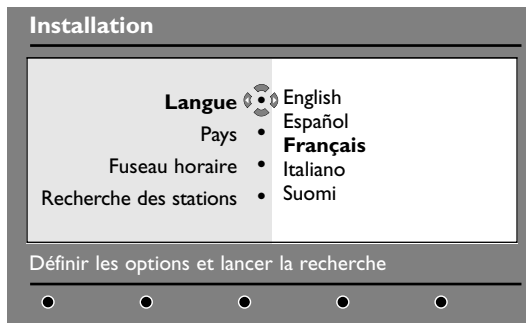 Installation
Langue
Pays
Fuseau horaire
Recherche des stations
English
Español
Français
Italiano
Suomi
Définir les options et lancer la recherche